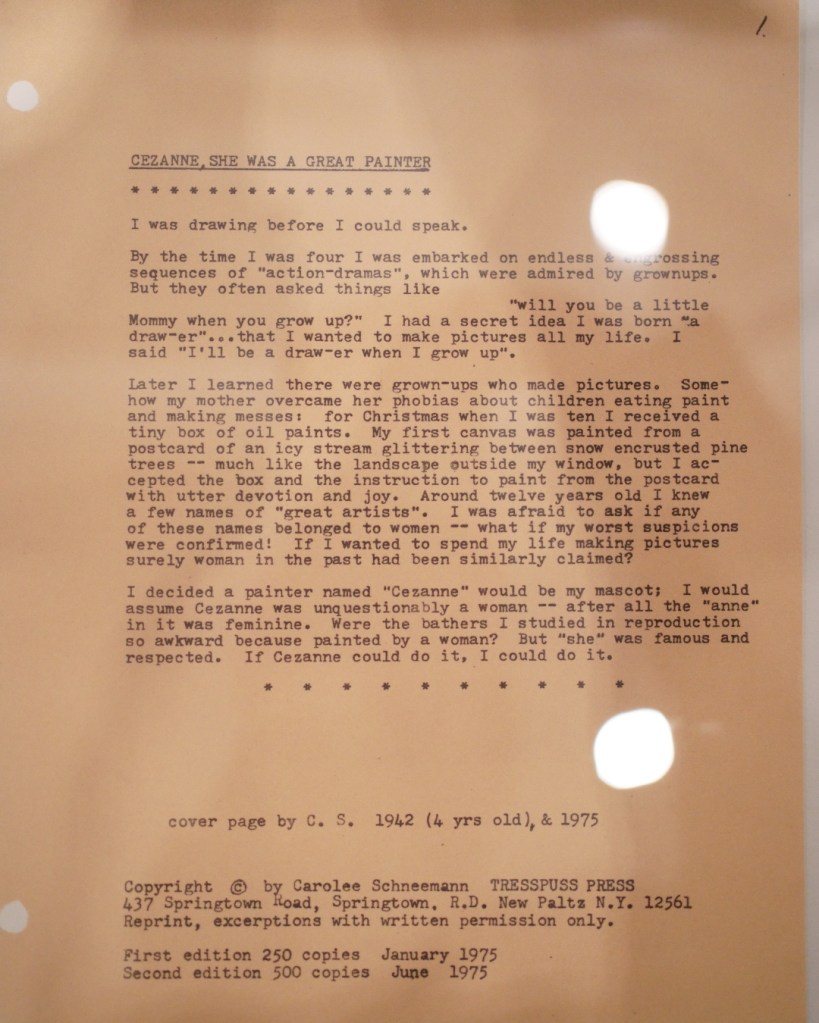 1.
CEZANNE, SHE WAS A GREAT PAINTER
* * * * * * * * * * * * * * * *
I was drawing before I could speak.
By the time I was four I was embarked on endless & engrossing
sequences of "action-dramas", which were admired by grownups.
But they often asked things like
"will you be a little
Mommy when you grow up?"  I had a secret idea I was born "a
draw-er"...that I wanted to make pictures all my life.  I
said "I'll be a draw-er when I grow up".
Later I learned there were grown-ups who made pictures.  Some-
how my mother overcame her phobias about children eating paint
and making messes:  for Christmas when I was ten I received a
tiny box of oil paints.  My first canvas was painted from a
postcard of an icy stream glittering between snow encrusted pine
trees -- much like the landscape outside my window, but I ac-
cepted the box and the instruction to paint from the postcard
with utter devotion and joy.  Around twelve years old I knew
a few names of "great artists".  I was afraid to ask if any
of these names belonged to women -- what if my worst suspicions
were confirmed!  If I wanted to spend my life making pictures
surely woman in the past had been similarly claimed?
I decided a painter named "Cezanne" would be my mascot;  I would
assume Cezanne was unquestionably a woman -- after all the "anne"
in it was feminine.  Were the bathers I studied in reproduction
so awkward because painted by a woman?  But "she" was famous and
respected.  If Cezanne could do it, I could do it.
* * * * * * * * * *
cover page by C. S.  1942 (4 yrs old), & 1975
Copyright © by Carolee Schneemann  TRESSPUSS PRESS
437 Springtown Road, Springtown. R.D. New Paltz N.Y. 12561
Reprint, excerptions with written permission only.
First edition 250 copies  January 1975
Second edition 500 copies  June  1975